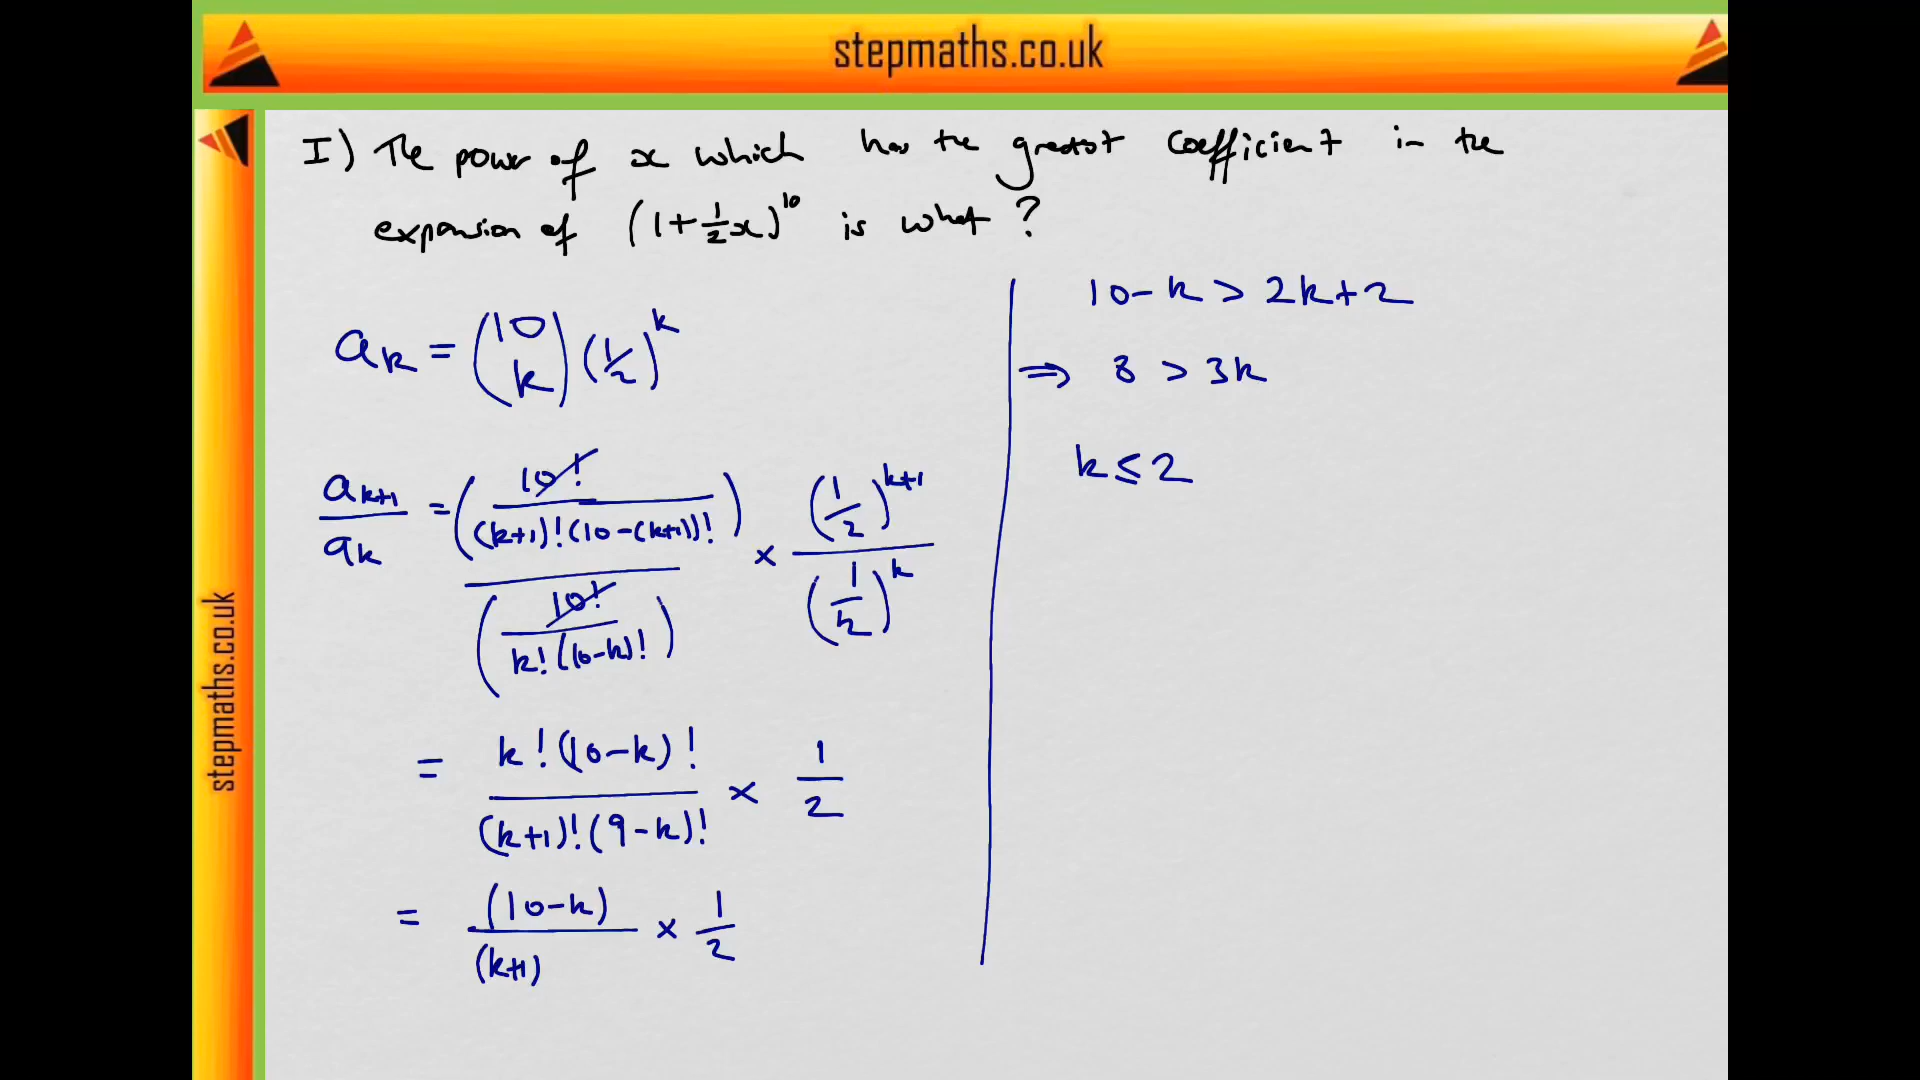 stepmaths.co.uk
stepmaths.co.uk
I) The power of x which has the greatest coefficient in the
expansion of (1+½x)^10 is what?
a_k = (10 k) (1/2)^k
a_{k+1}/a_k = (10!/((k+1)!(10-(k+1))!)) / (10!/(k!(10-k)!)) × (1/2)^{k+1} / (1/2)^k
= k!(10-k)!/((k+1)!(9-k)!) × 1/2
= (10-k)/(k+1) × 1/2
10-k > 2k+2
⇒ 8 > 3k
k ≤ 2